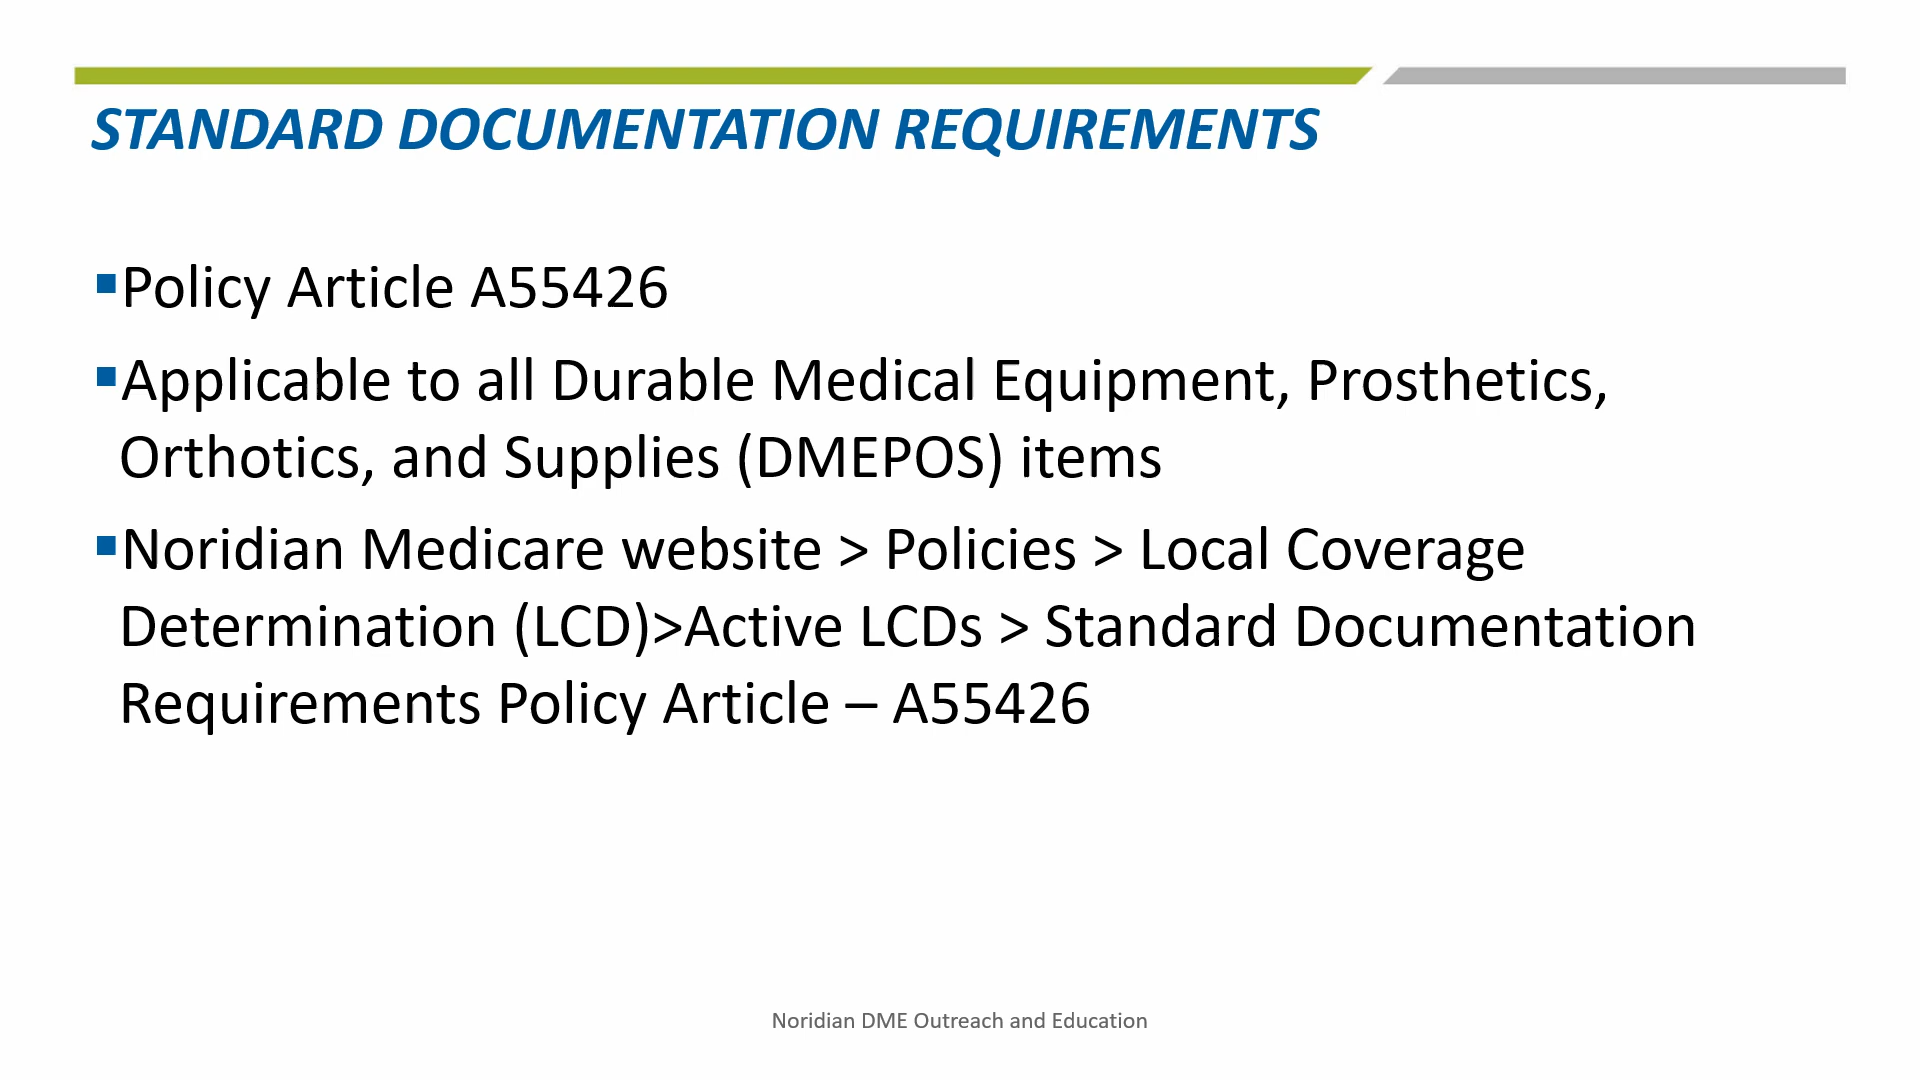 STANDARD DOCUMENTATION REQUIREMENTS
▪Policy Article A55426
▪Applicable to all Durable Medical Equipment, Prosthetics,
Orthotics, and Supplies (DMEPOS) items
▪Noridian Medicare website > Policies > Local Coverage
Determination (LCD)>Active LCDs > Standard Documentation
Requirements Policy Article – A55426
Noridian DME Outreach and Education